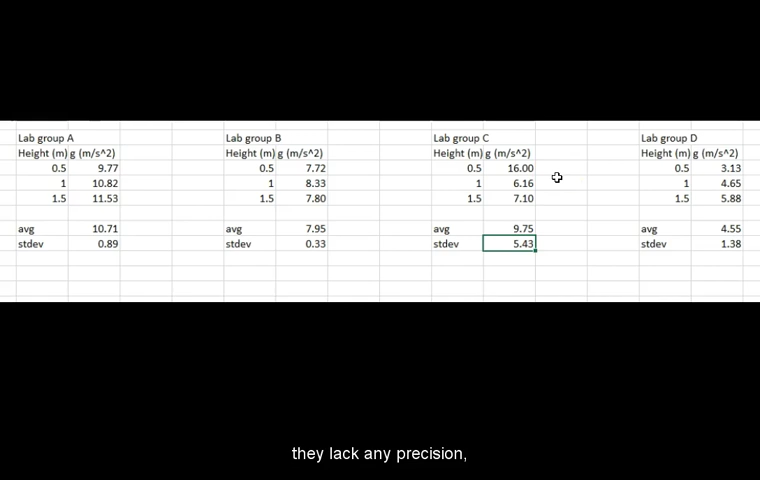 Lab group A
Height (m) g (m/s^2)
0.5 9.77
1 10.82
1.5 11.53
avg 10.71
stdev 0.89
Lab group B
Height (m) g (m/s^2)
0.5 7.72
1 8.33
1.5 7.80
avg 7.95
stdev 0.33
Lab group C
Height (m) g (m/s^2)
0.5 16.00
1 6.16
1.5 7.10
avg 9.75
stdev 5.43
Lab group D
Height (m) g (m/s^2)
0.5 3.13
1 4.65
1.5 5.88
avg 4.55
stdev 1.38
they lack any precision,